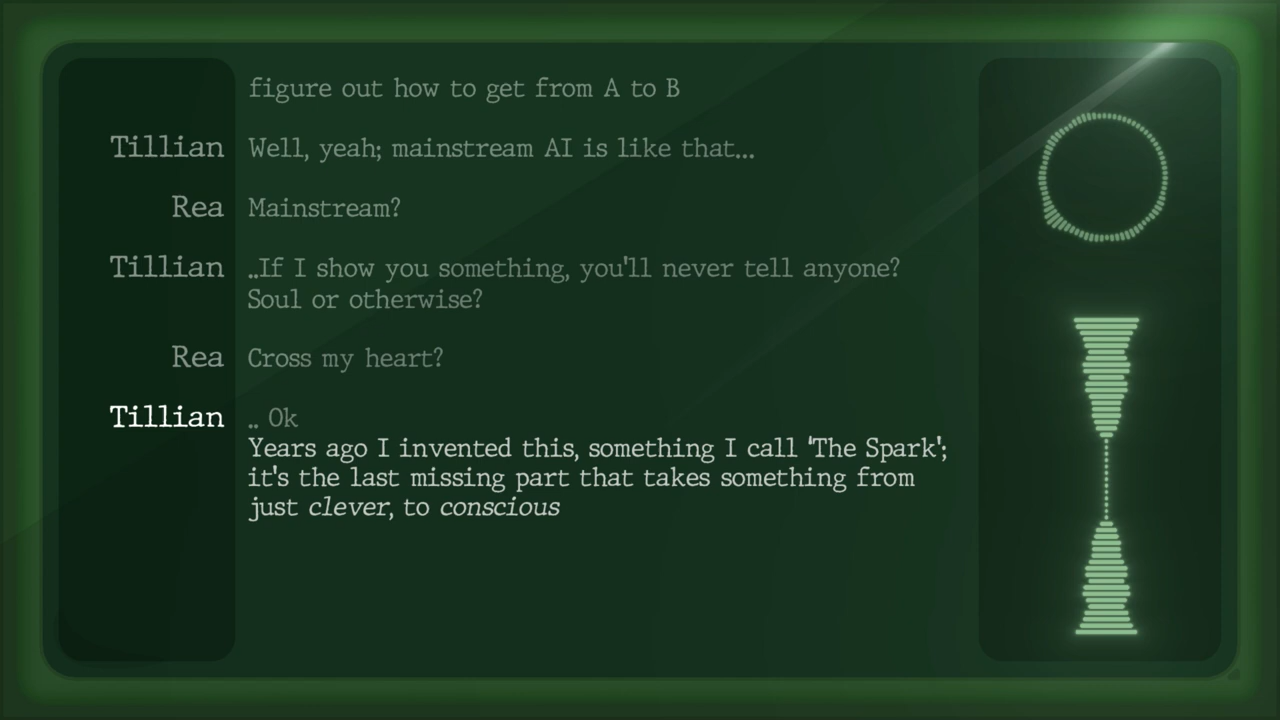 figure out how to get from A to B
Tillian Well, yeah; mainstream AI is like that...
Rea Mainstream?
Tillian ..If I show you something, you'll never tell anyone?
Soul or otherwise?
Rea Cross my heart?
Tillian .. Ok
Years ago I invented this, something I call 'The Spark';
it's the last missing part that takes something from
just clever, to conscious